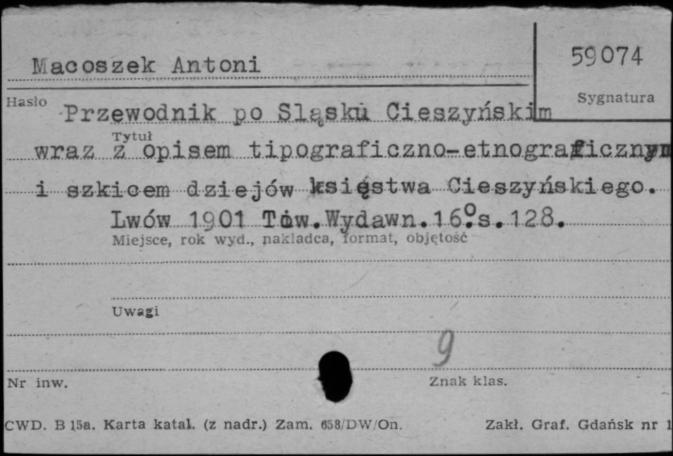 Macoszek Antoni
59074
Hasło
Sygnatura
Przewodnik po Sląsku Cieszyńskim
Tytuł
wraz z opisem tipograficzno-etnograficznym
i szkicem dziejów księstwa Cieszyńskiego.
Lwów 1901 Tow.Wydawn.16°s.128.
Miejsce, rok wyd., nakładca, format, objętość
Uwagi
9
Nr inw.
Znak klas.
CWD. B 15a. Karta katal. (z nadr.) Zam. 658/DW/On.
Zakł. Graf. Gdańsk nr 1